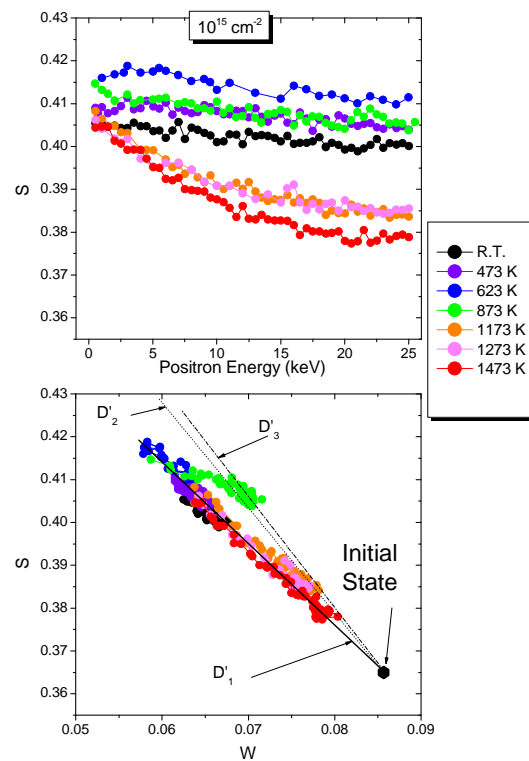 10¹⁵ cm⁻²
0.43
0.42
0.41
0.40
0.39
0.38
0.37
0.36
S
0 5 10 15 20 25
Positron Energy (keV)
R.T.
473 K
623 K
873 K
1173 K
1273 K
1473 K
0.43
0.42
0.41
0.40
0.39
0.38
0.37
0.36
S
D'₂
D'₃
Initial
State
D'₁
0.05 0.06 0.07 0.08 0.09
W